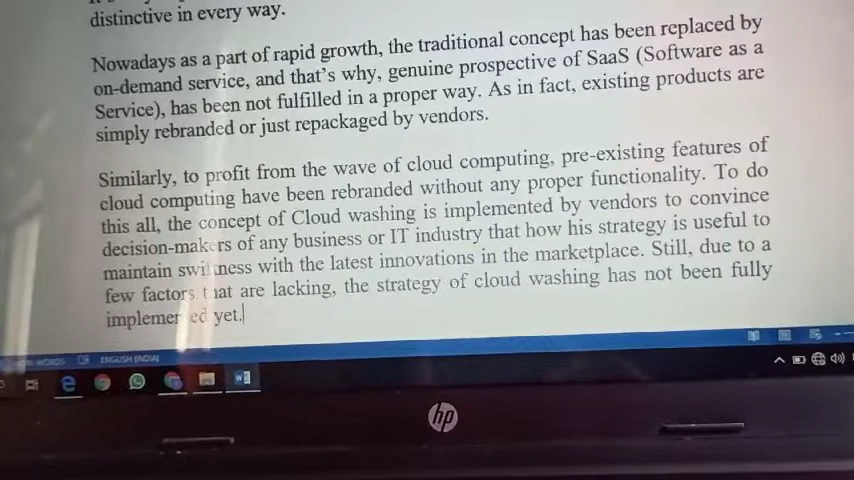 distinctive in every way.
Nowadays as a part of rapid growth, the traditional concept has been replaced by
on-demand service, and that's why, genuine prospective of SaaS (Software as a
Service), has been not fulfilled in a proper way. As in fact, existing products are
simply rebranded or just repackaged by vendors.
Similarly, to profit from the wave of cloud computing, pre-existing features of
cloud computing have been rebranded without any proper functionality. To do
this all, the concept of Cloud washing is implemented by vendors to convince
decision-makers of any business or IT industry that how his strategy is useful to
maintain swiftness with the latest innovations in the marketplace. Still, due to a
few factors that are lacking, the strategy of cloud washing has not been fully
implemented yet.
WORDS ENGLISH (INDIA)
hp